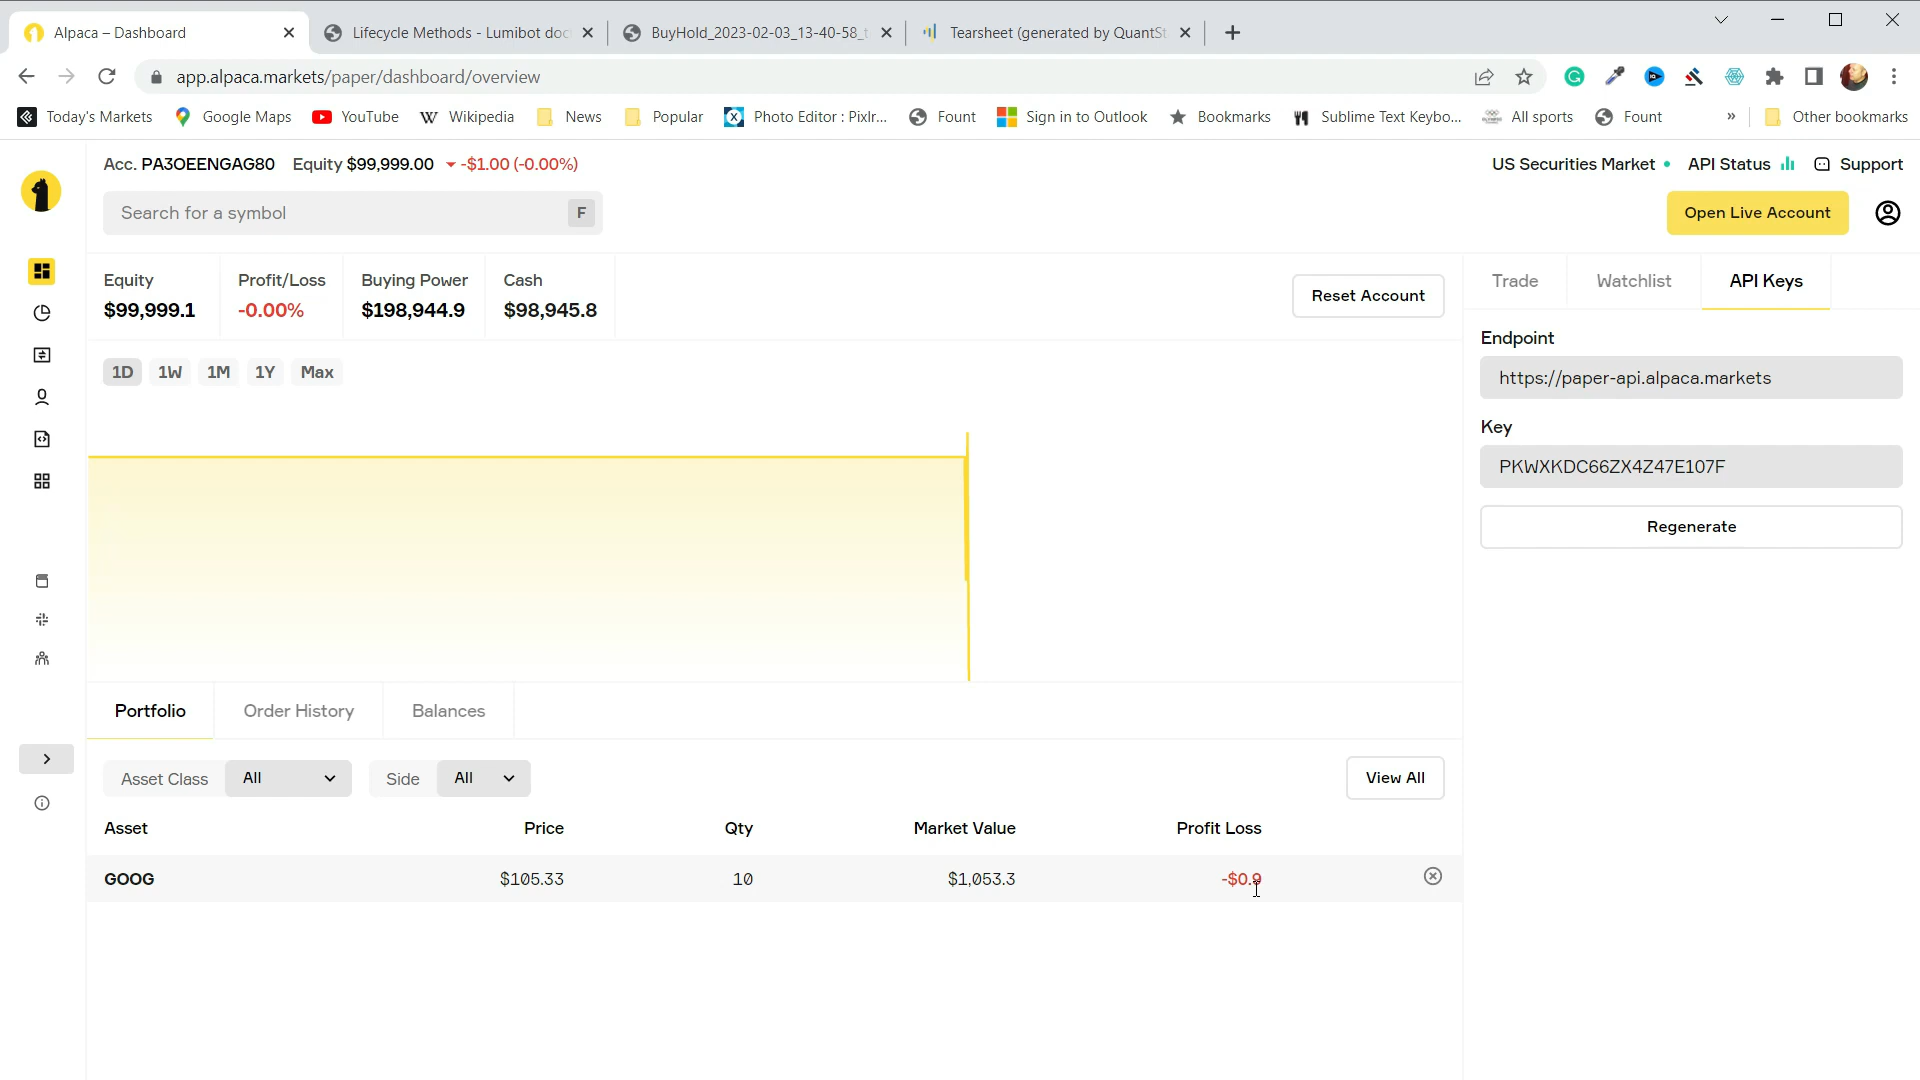 Alpaca – Dashboard
Lifecycle Methods - Lumibot doc
BuyHold_2023-02-03_13-40-58_t
Tearsheet (generated by QuantSt
app.alpaca.markets/paper/dashboard/overview
Today's Markets
Google Maps
YouTube
Wikipedia
News
Popular
Photo Editor : Pixlr...
Fount
Sign in to Outlook
Bookmarks
Sublime Text Keybo...
All sports
Fount
»
Other bookmarks
Acc. PA3OEENGAG80 Equity $99,999.00 -$1.00 (-0.00%)
US Securities Market API Status Support
Search for a symbol F
Open Live Account
Equity Profit/Loss Buying Power Cash
$99,999.1 -0.00% $198,944.9 $98,945.8
Reset Account
1D 1W 1M 1Y Max
Trade Watchlist API Keys
Endpoint
https://paper-api.alpaca.markets
Key
PKWXKDC66ZX4Z47E107F
Regenerate
Portfolio Order History Balances
Asset Class All Side All View All
Asset Price Qty Market Value Profit Loss
GOOG $105.33 10 $1,053.3 -$0.9